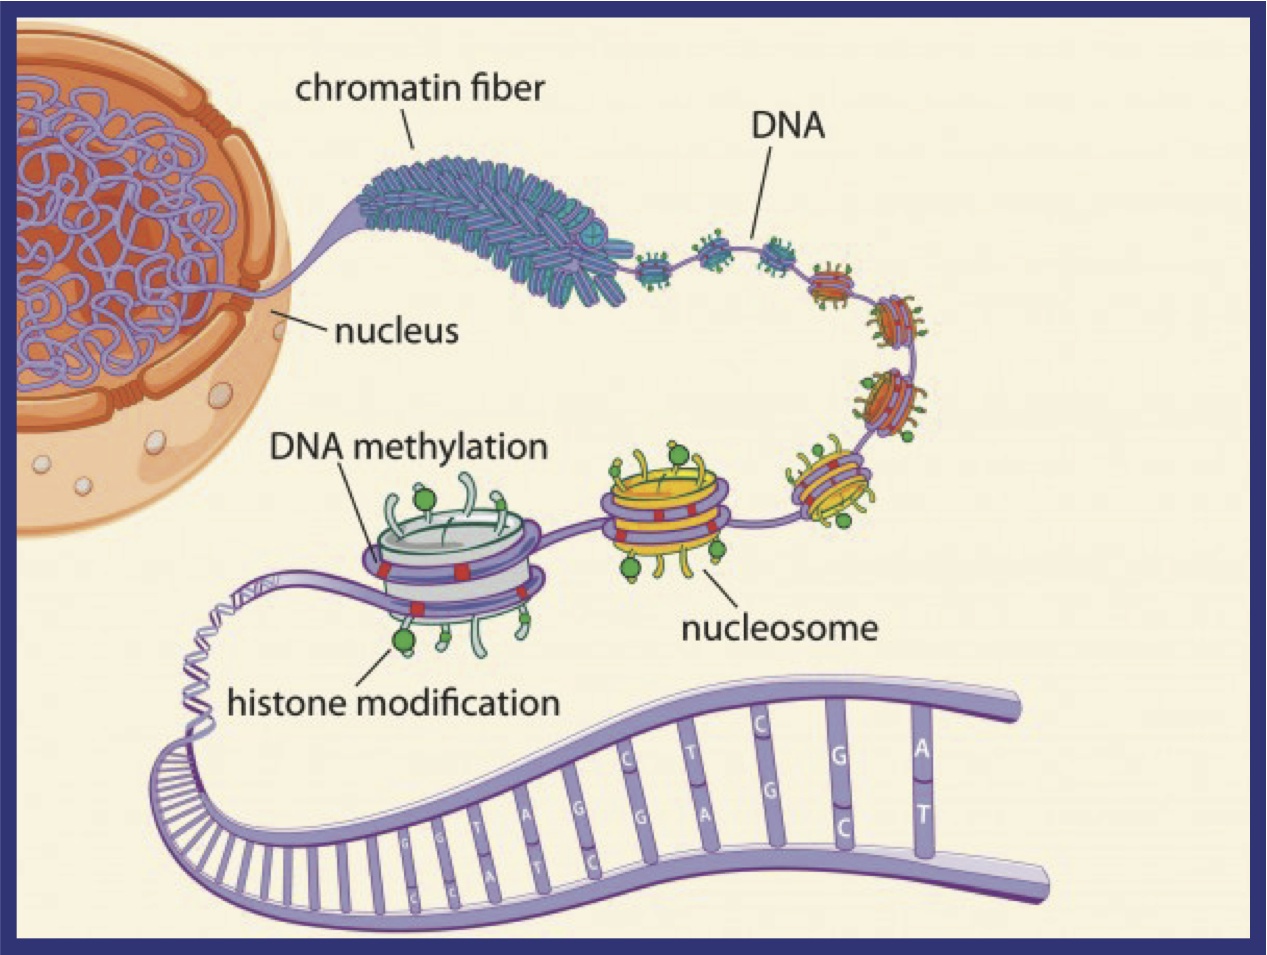 chromatin fiber
DNA
nucleus
DNA methylation
nucleosome
histone modification
G G T A G C T C G A
C C A T C G A G C T